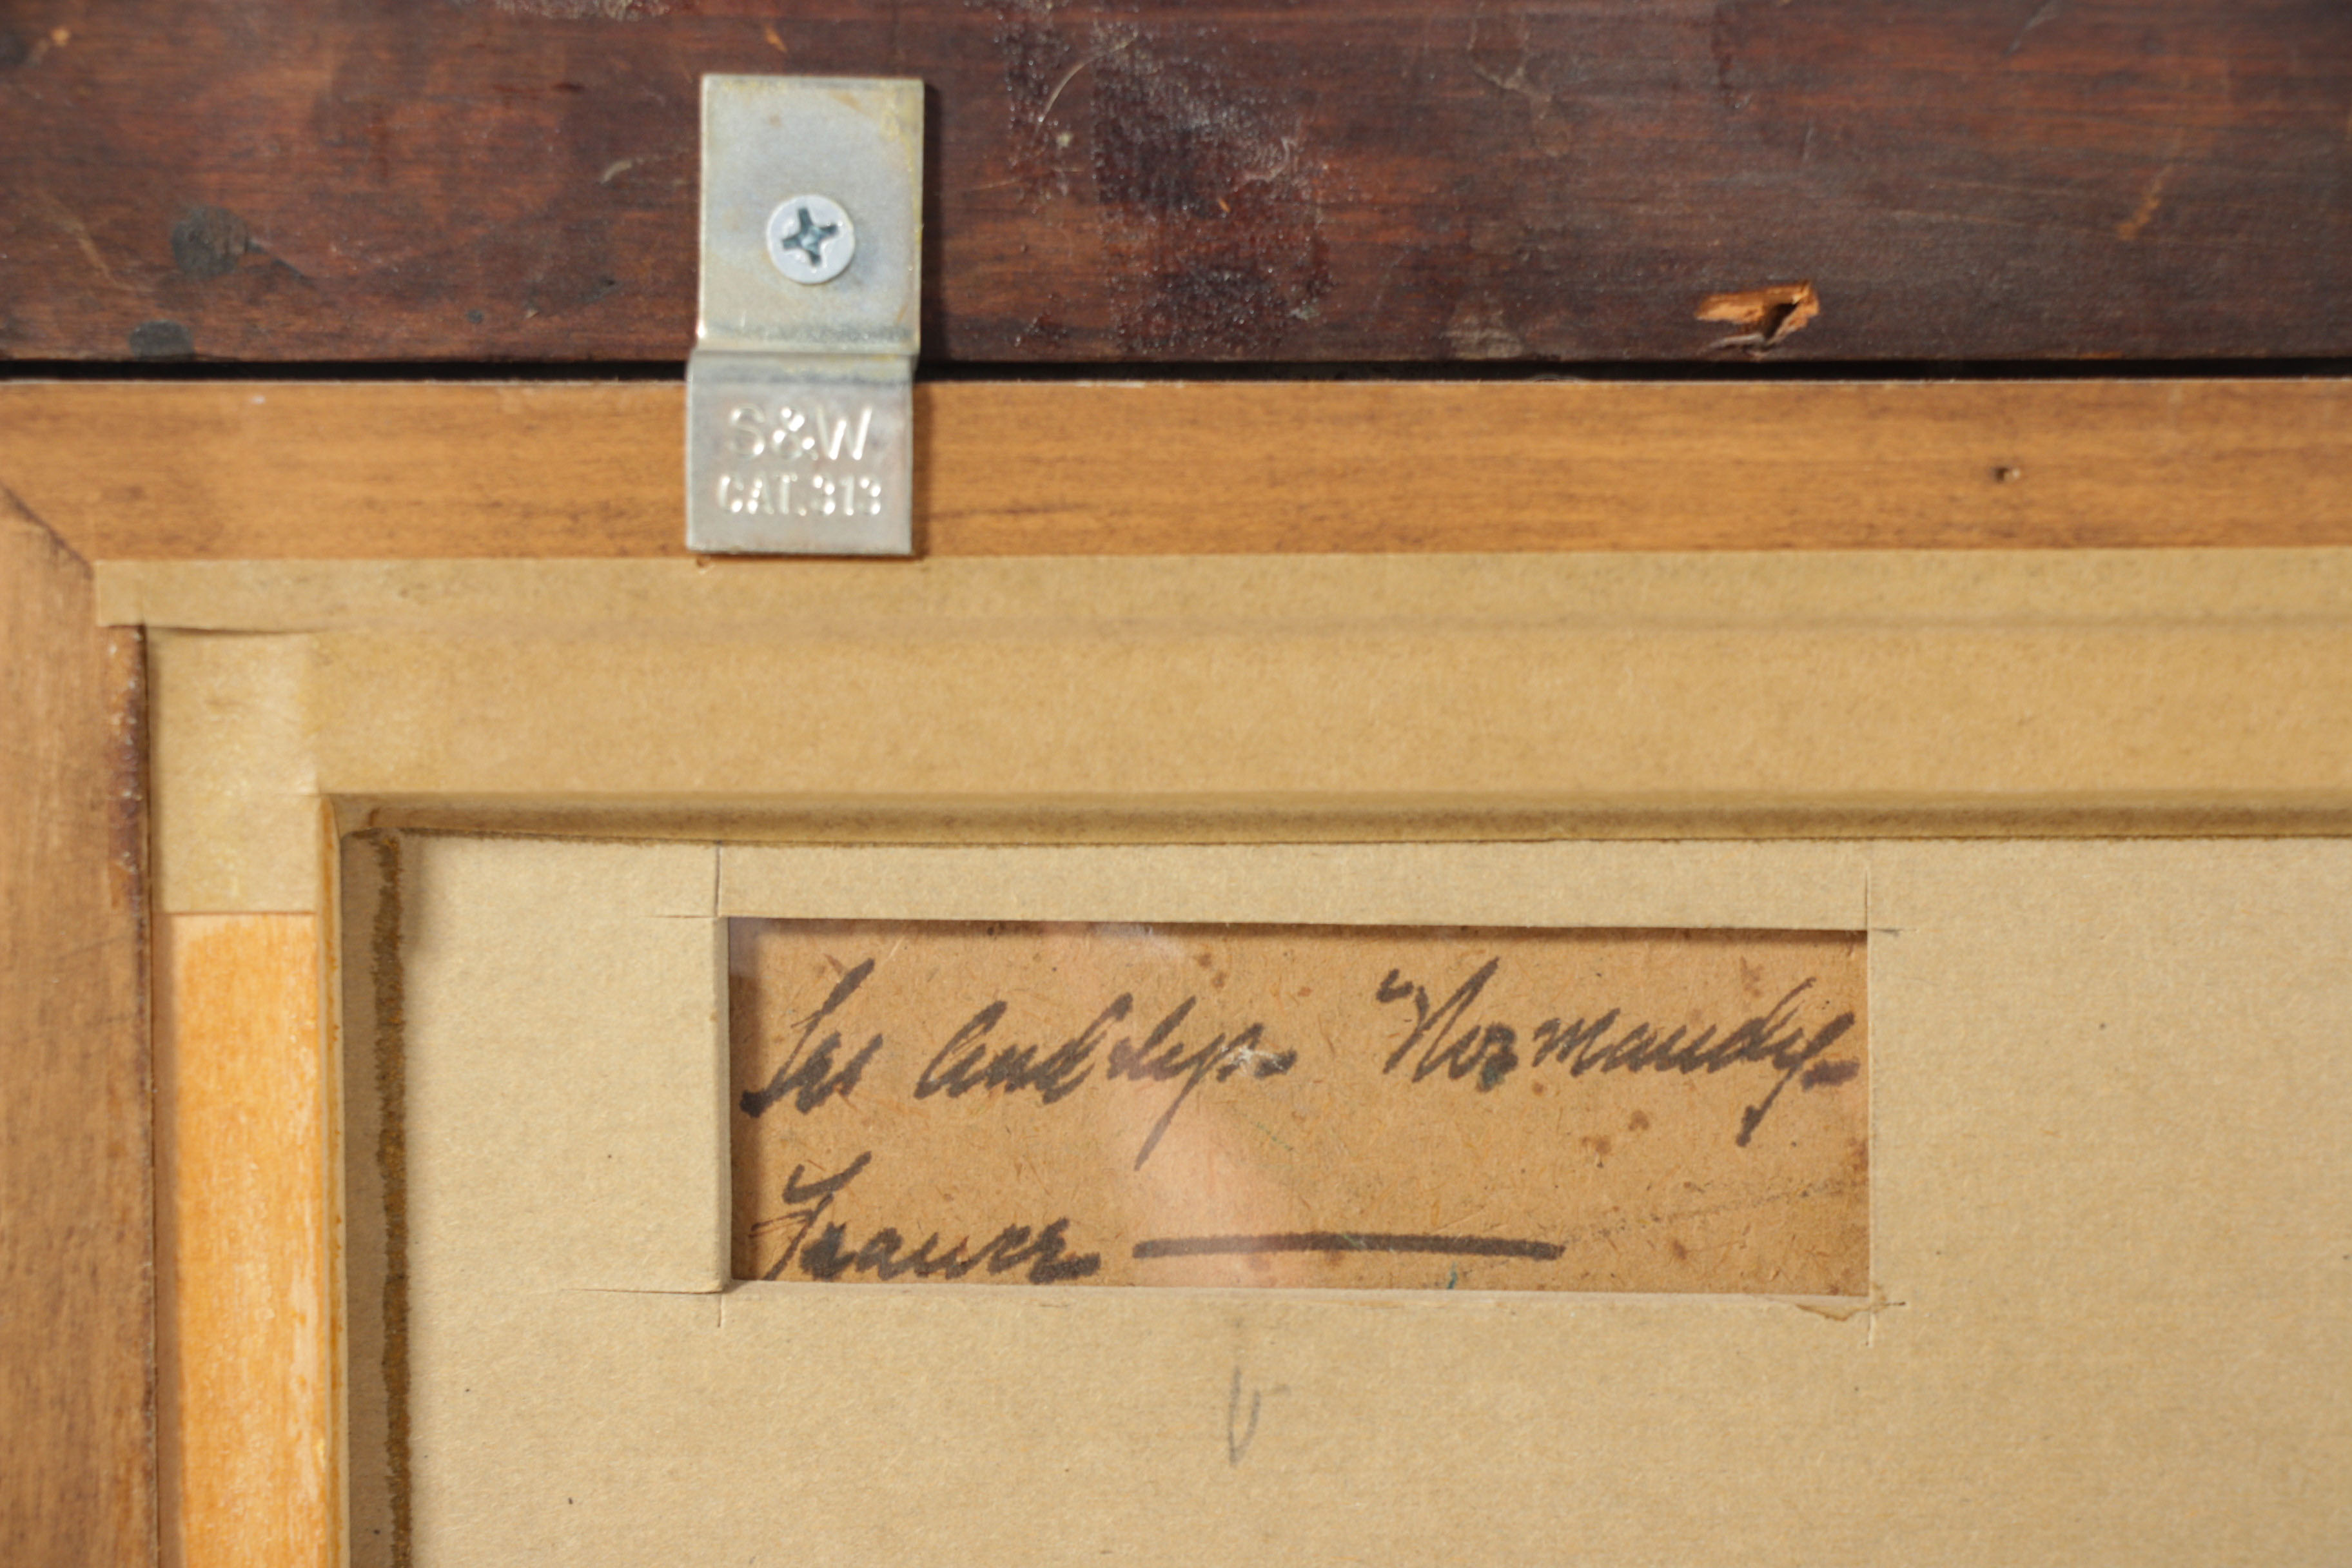 S&W
CAT.313
Les Andelys Normandy
France